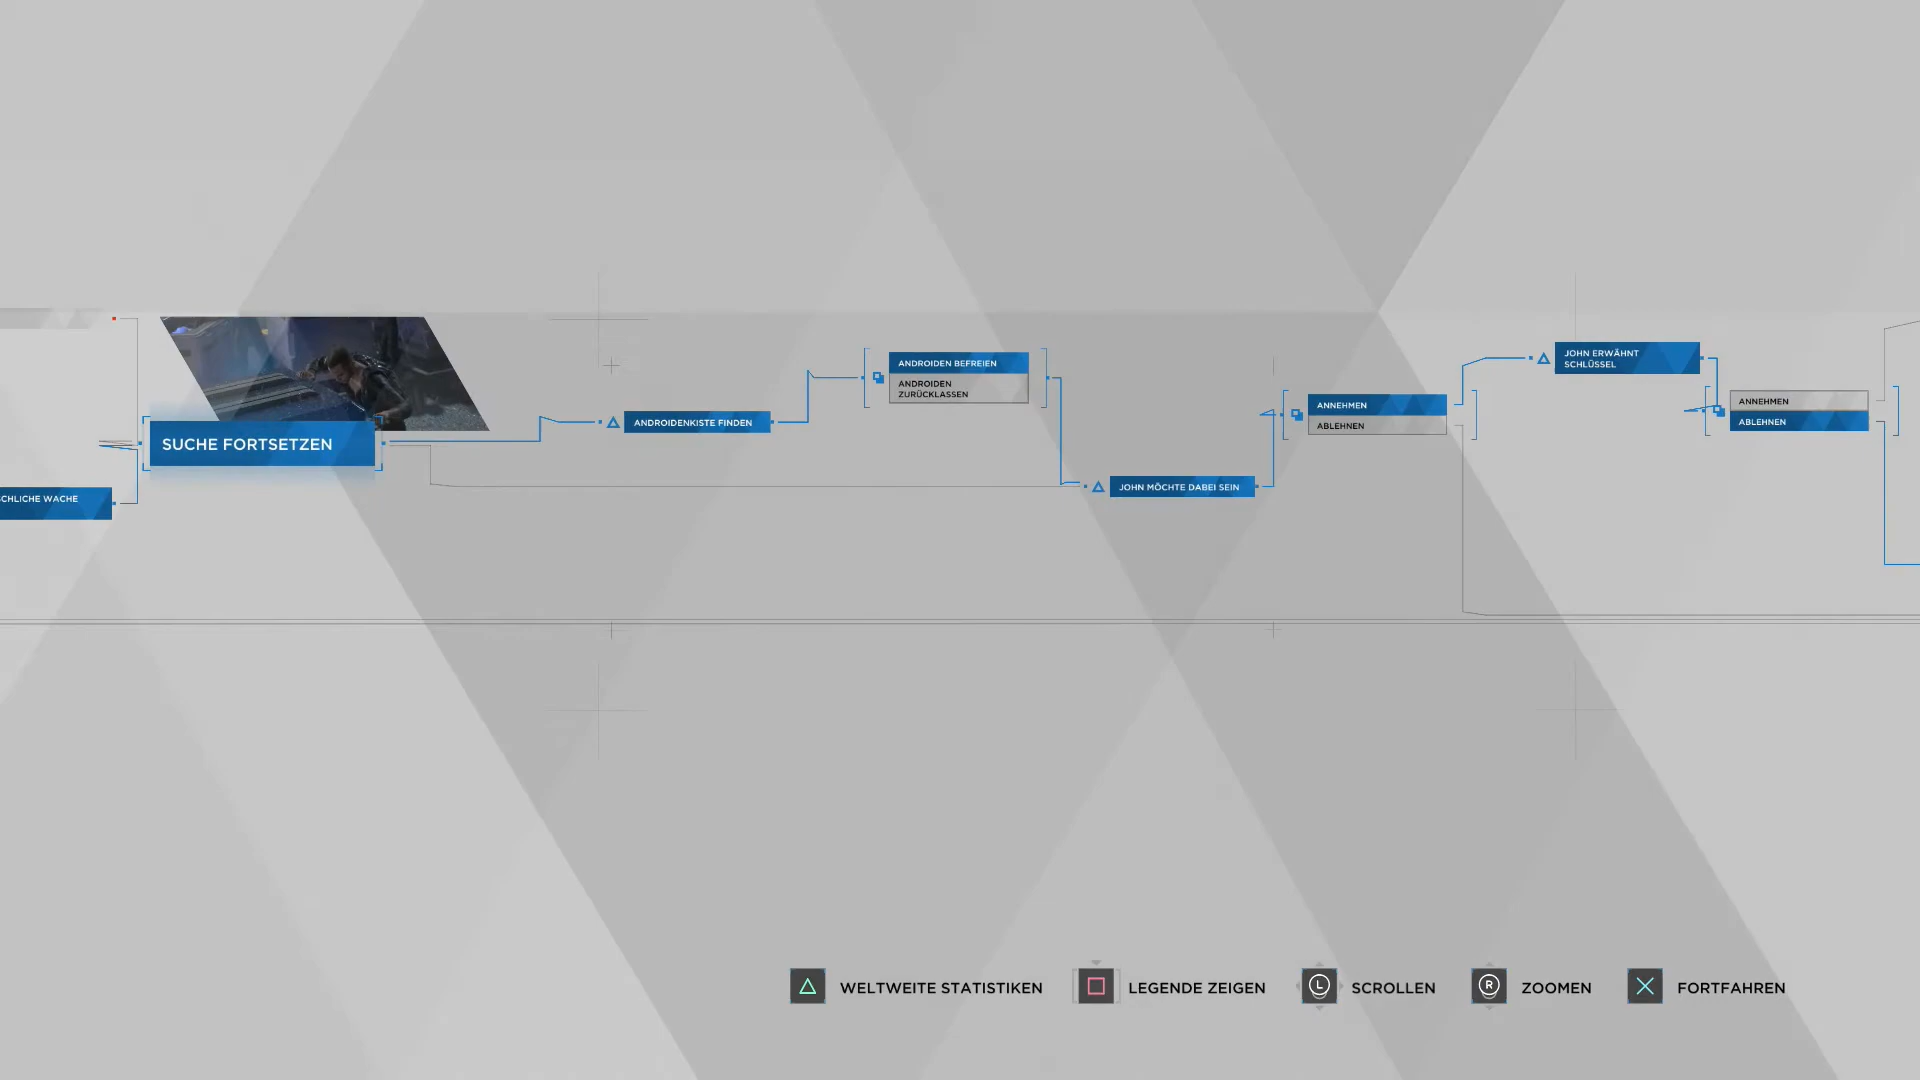 SUCHE FORTSETZEN
CHLICHE WACHE
ANDROIDENKISTE FINDEN
ANDROIDEN BEFREIEN
ANDROIDEN
ZURÜCKLASSEN
JOHN MÖCHTE DABEI SEIN
ANNEHMEN
ABLEHNEN
JOHN ERWÄHNT
SCHLÜSSEL
ANNEHMEN
ABLEHNEN
WELTWEITE STATISTIKEN
LEGENDE ZEIGEN
L SCROLLEN
R ZOOMEN
FORTFAHREN